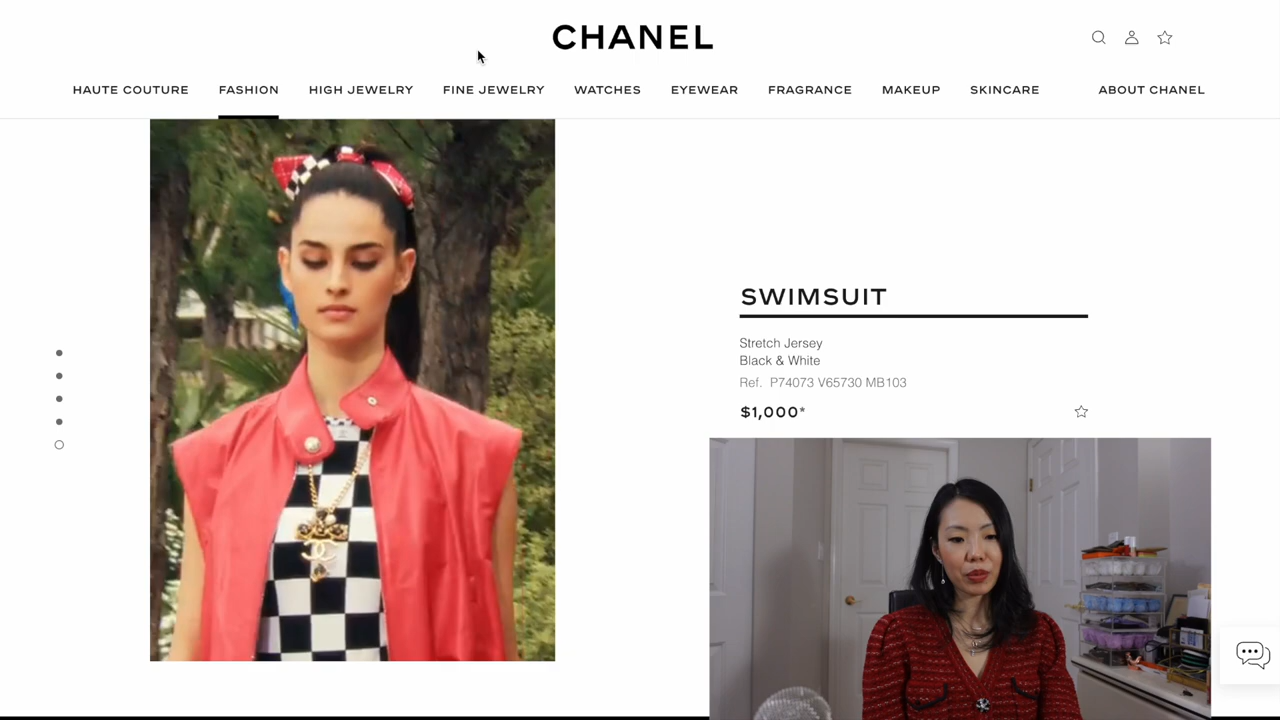 CHANEL
HAUTE COUTURE FASHION HIGH JEWELRY FINE JEWELRY WATCHES EYEWEAR FRAGRANCE MAKEUP SKINCARE ABOUT CHANEL
SWIMSUIT
Stretch Jersey
Black & White
Ref. P74073 V65730 MB103
$1,000*